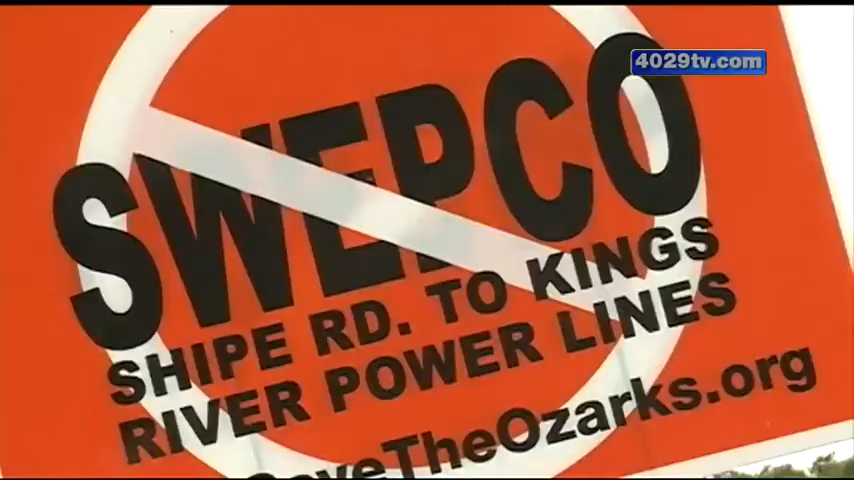 4029tv.com
SWEPCO
SHIPE RD. TO KINGS
RIVER POWER LINES
SaveTheOzarks.org